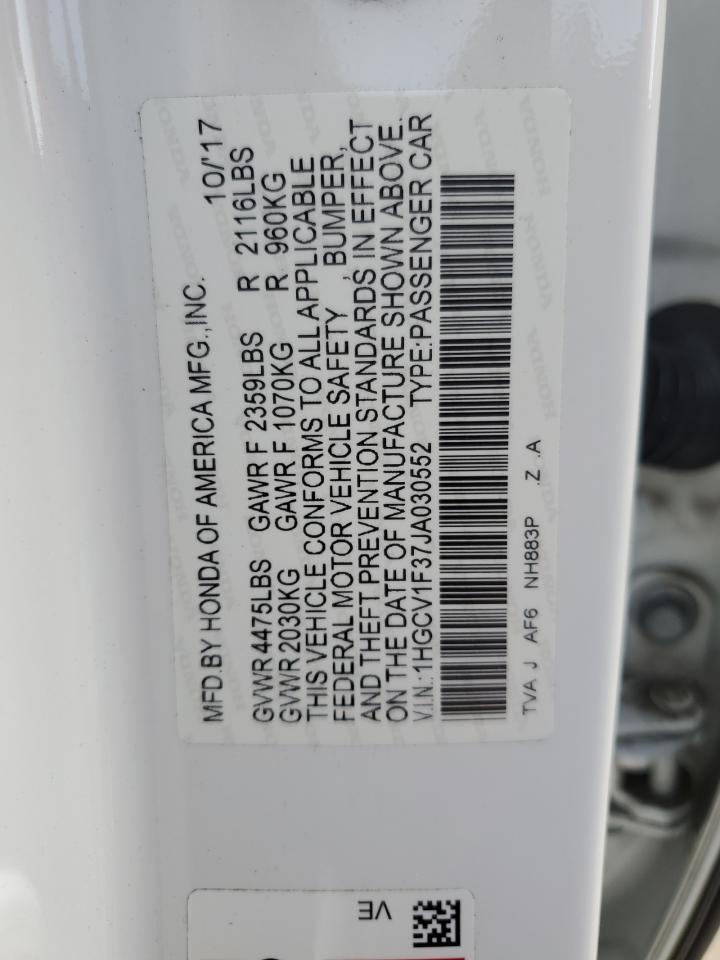 MFD.BY HONDA OF AMERICA MFG.,INC. 10/'17
GVWR4475LBS GAWR F 2359LBS R 2116LBS
GVWR2030KG GAWR F 1070KG R 960KG
THIS VEHICLE CONFORMS TO ALL APPLICABLE
FEDERAL MOTOR VEHICLE SAFETY , BUMPER,
AND THEFT PREVENTION STANDARDS IN EFFECT
ON THE DATE OF MANUFACTURE SHOWN ABOVE.
V.I.N.:1HGCV1F37JA030552 TYPE:PASSENGER CAR
TVA J AF6 NH883P .Z .A
VE